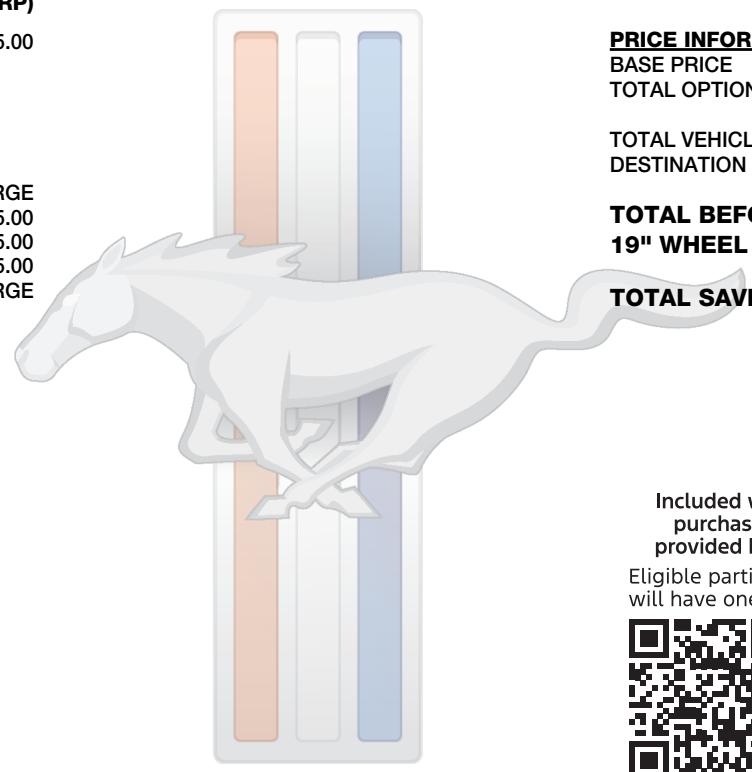 RP)
5.00
RGE
5.00
5.00
5.00
RGE
PRICE INFOR
BASE PRICE
TOTAL OPTION
TOTAL VEHICL
DESTINATION
TOTAL BEFO
19" WHEEL
TOTAL SAVI
Included
purchas
provided
Eligible parti
will have one